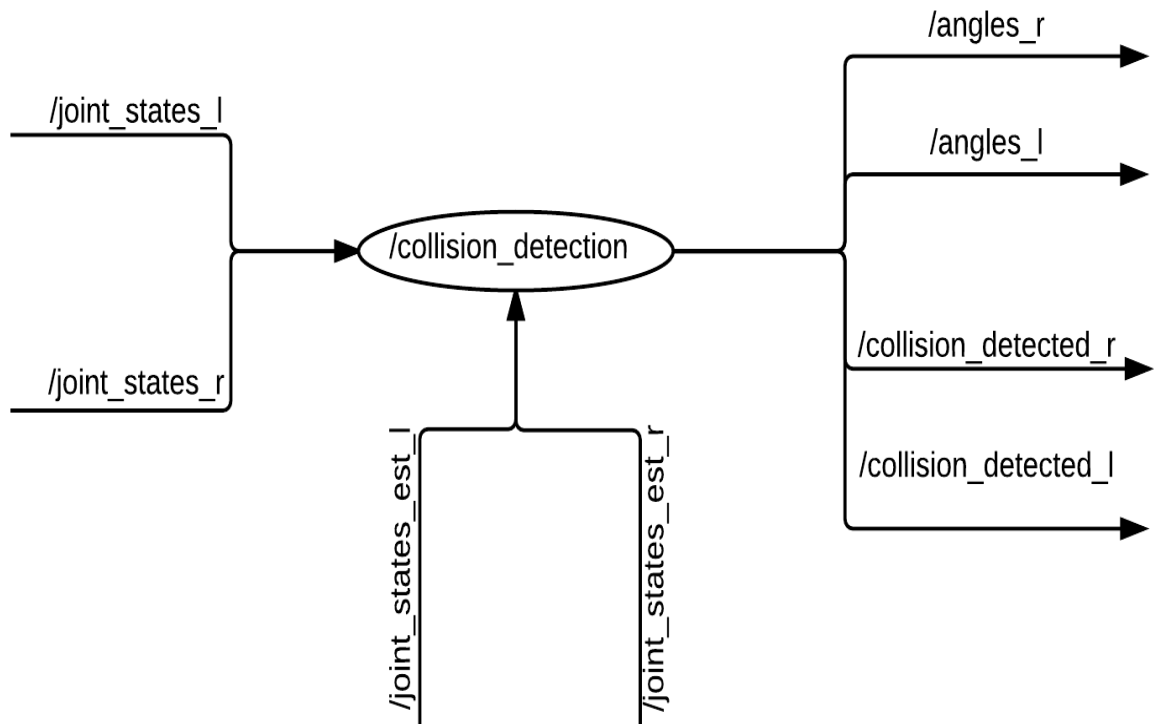 /angles_r
/joint_states_l
/angles_l
/collision_detection
/collision_detected_r
/joint_states_r
/collision_detected_l
/joint_states_est_l
/joint_states_est_r